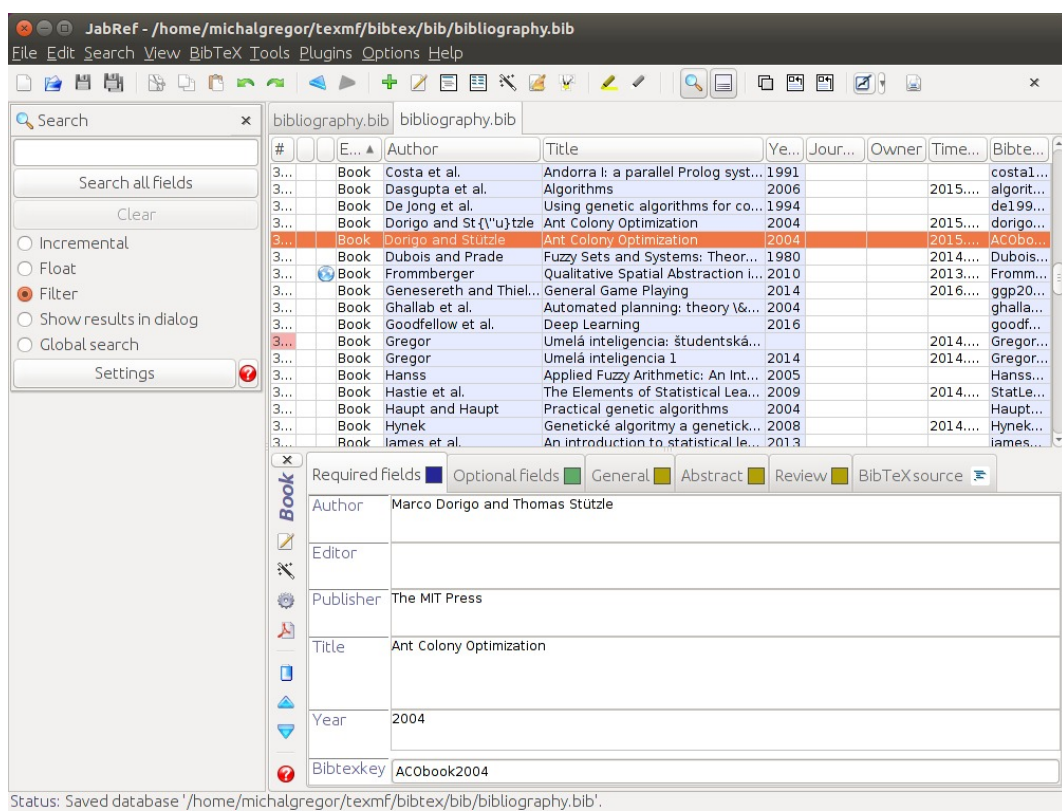 JabRef - /home/michalgregor/texmf/bibtex/bib/bibliography.bib
File Edit Search View BibTeX Tools Plugins Options Help
Search
Search all fields
Clear
Incremental
Float
Filter
Show results in dialog
Global search
Settings
bibliography.bib bibliography.bib
# E... Author Title Ye... Jour... Owner Time... Bibte...
3... Book Costa et al. Andorra I: a parallel Prolog syst... 1991 costa1...
3... Book Dasgupta et al. Algorithms 2006 2015.... algorit...
3... Book De Jong et al. Using genetic algorithms for co... 1994 de199...
3... Book Dorigo and St{\"u}tzle Ant Colony Optimization 2004 2015.... dorigo...
3... Book Dorigo and Stützle Ant Colony Optimization 2004 2015.... ACObo...
3... Book Dubois and Prade Fuzzy Sets and Systems: Theor... 1980 2014.... Dubois...
3... Book Frommberger Qualitative Spatial Abstraction i... 2010 2013.... Fromm...
3... Book Genesereth and Thiel... General Game Playing 2014 2016.... ggp20...
3... Book Ghallab et al. Automated planning: theory \&... 2004 ghalla...
3... Book Goodfellow et al. Deep Learning 2016 goodf...
3... Book Gregor Umelá inteligencia: študentská... 2014.... Gregor...
3... Book Gregor Umelá inteligencia 1 2014 2014.... Gregor...
3... Book Hanss Applied Fuzzy Arithmetic: An Int... 2005 Hanss...
3... Book Hastie et al. The Elements of Statistical Lea... 2009 2014.... StatLe...
3... Book Haupt and Haupt Practical genetic algorithms 2004 Haupt...
3... Book Hynek Genetické algoritmy a genetick... 2008 2014.... Hynek...
3... Book James et al. An introduction to statistical le... 2013 james...
Book
Required fields Optional fields General Abstract Review BibTeX source
Author Marco Dorigo and Thomas Stützle
Editor
Publisher The MIT Press
Title Ant Colony Optimization
Year 2004
Bibtexkey ACObook2004
Status: Saved database '/home/michalgregor/texmf/bibtex/bib/bibliography.bib'.